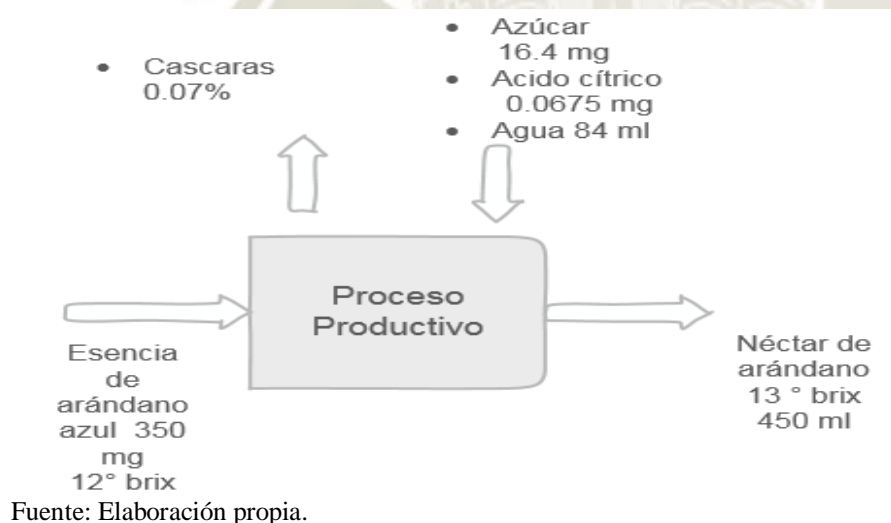 • Cascaras
0.07%
• Azúcar
16.4 mg
• Acido cítrico
0.0675 mg
• Agua 84 ml
Proceso
Productivo
Esencia
de
arándano
azul 350
mg
12° brix
Néctar de
arándano
13 ° brix
450 ml
Fuente: Elaboración propia.